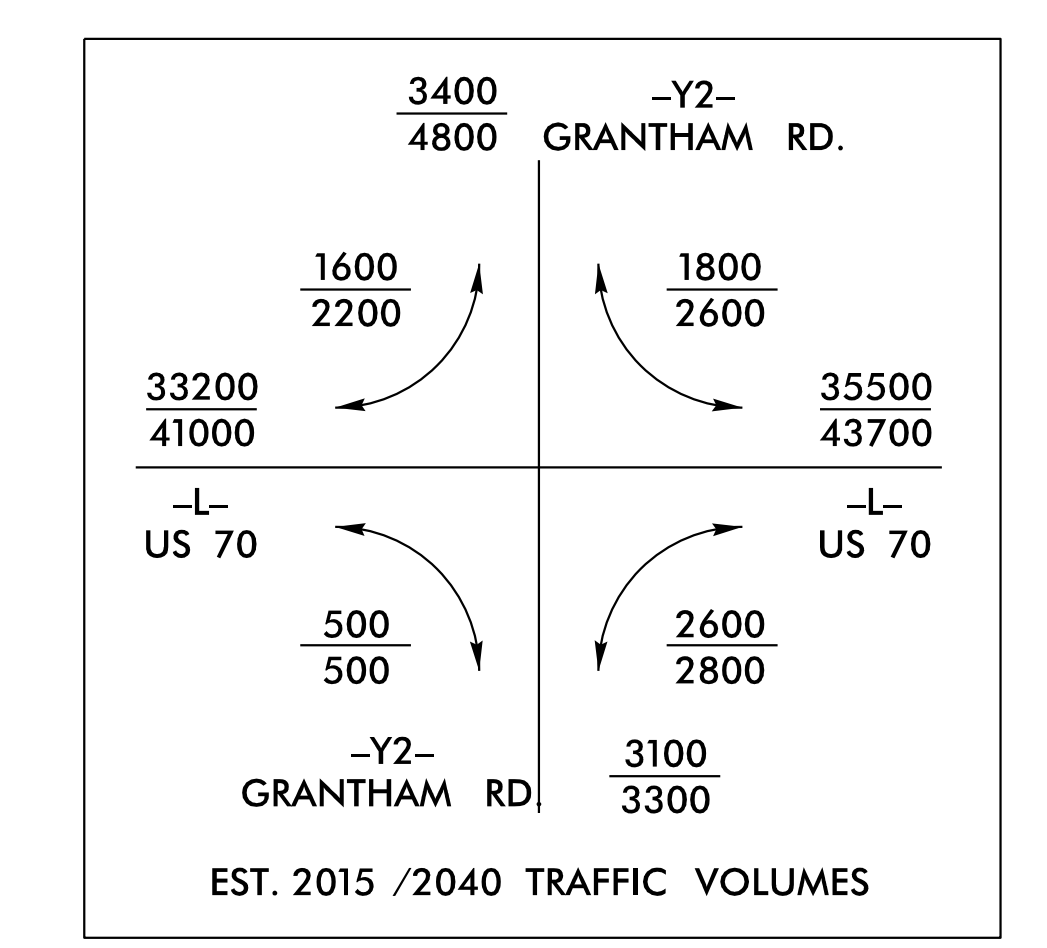 3400
4800
–Y2–
GRANTHAM RD.
1600
2200
1800
2600
33200
41000
35500
43700
–L–
US 70
–L–
US 70
500
500
2600
2800
–Y2–
GRANTHAM RD.
3100
3300
EST. 2015 /2040 TRAFFIC VOLUMES